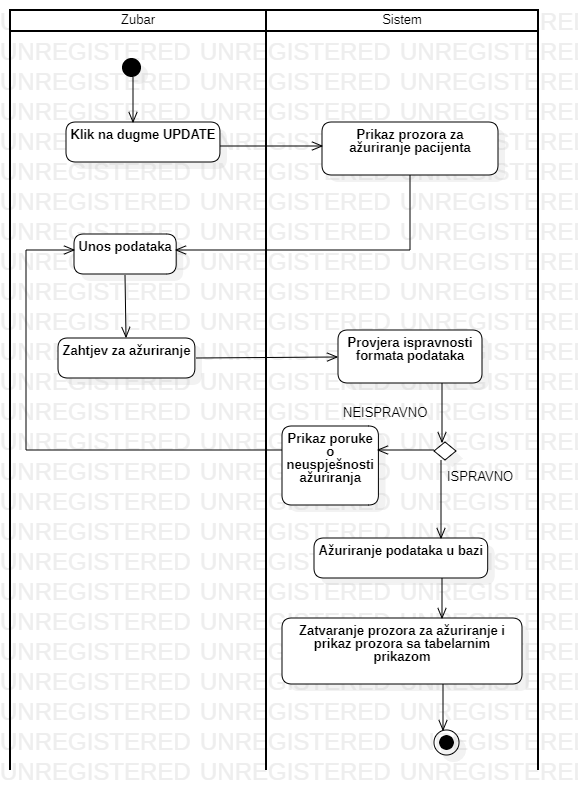 Zubar
Sistem
Klik na dugme UPDATE
Prikaz prozora za
ažuriranje pacijenta
Unos podataka
Zahtjev za ažuriranje
Provjera ispravnosti
formata podataka
NEISPRAVNO
Prikaz poruke
o
neuspješnosti
ažuriranja
ISPRAVNO
Ažuriranje podataka u bazi
Zatvaranje prozora za ažuriranje i
prikaz prozora sa tabelarnim
prikazom
UNREGISTERED